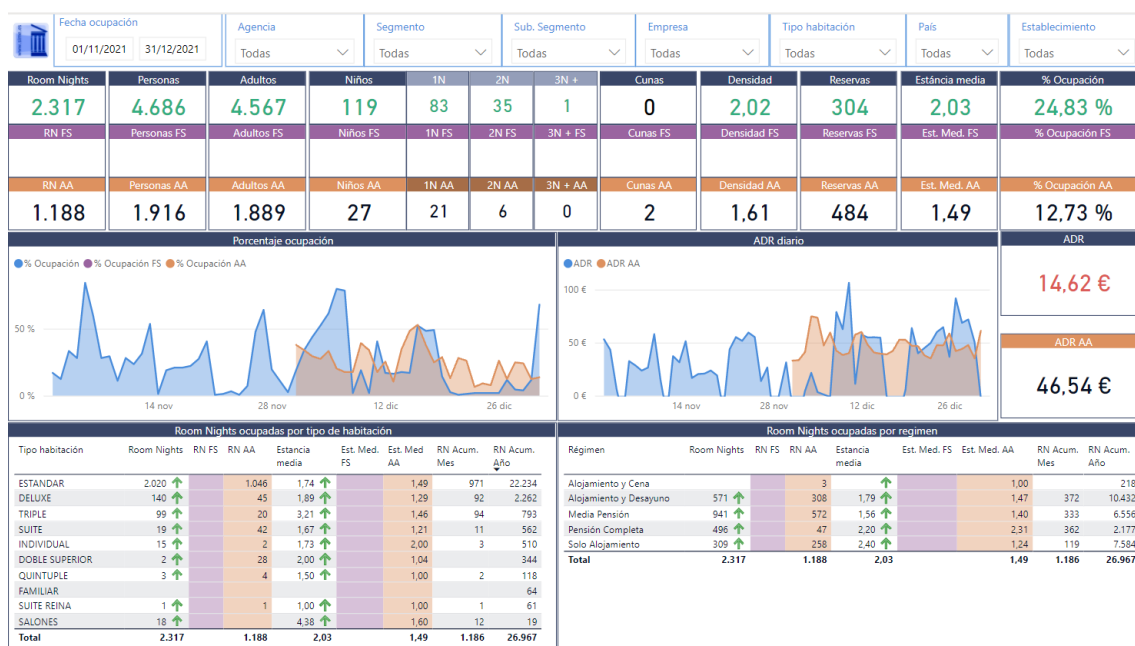 Fecha ocupación Agencia Segmento Sub. Segmento Empresa Tipo habitación País Establecimiento
01/11/2021 31/12/2021 Todas Todas Todas Todas Todas Todas Todas
Room Nights Personas Adultos Niños 1N 2N 3N + Cunas Densidad Reservas Estáncia media % Ocupación
2.317 4.686 4.567 119 83 35 1 0 2,02 304 2,03 24,83 %
RN FS Personas FS Adultos FS Niños FS 1N FS 2N FS 3N + FS Cunas FS Densidad FS Reservas FS Est. Med. FS % Ocupación FS
RN AA Personas AA Adultos AA Niños AA 1N AA 2N AA 3N + AA Cunas AA Densidad AA Reservas AA Est. Med. AA % Ocupación AA
1.188 1.916 1.889 27 21 6 0 2 1,61 484 1,49 12,73 %
Porcentaje ocupación
% Ocupación % Ocupación FS % Ocupación AA
50 %
0 %
14 nov 28 nov 12 dic 26 dic
ADR diario
ADR ADR AA
100 €
50 €
0 €
14 nov 28 nov 12 dic 26 dic
ADR
14,62 €
ADR AA
46,54 €
Room Nights ocupadas por tipo de habitación
Tipo habitación Room Nights RN FS RN AA Estancia media Est. Med. FS Est. Med AA RN Acum. Mes RN Acum. Año
ESTANDAR 2.020 1.046 1,74 1,49 971 22.234
DELUXE 140 45 1,89 1,29 92 2.262
TRIPLE 99 20 3,21 1,46 94 793
SUITE 19 42 1,67 1,21 11 562
INDIVIDUAL 15 2 1,73 2,00 3 510
DOBLE SUPERIOR 2 28 2,00 1,04 344
QUINTUPLE 3 4 1,50 1,00 2 118
FAMILIAR 64
SUITE REINA 1 1 1,00 1,00 1 61
SALONES 18 4,38 1,60 12 19
Total 2.317 1.188 2,03 1,49 1.186 26.967
Room Nights ocupadas por regimen
Régimen Room Nights RN FS RN AA Estancia media Est. Med. FS Est. Med. AA RN Acum. Mes RN Acum. Año
Alojamiento y Cena 3 1,00 218
Alojamiento y Desayuno 571 308 1,79 1,47 372 10.432
Media Pensión 941 572 1,56 1,40 333 6.556
Pensión Completa 496 47 2,20 2,31 362 2.177
Solo Alojamiento 309 258 2,40 1,24 119 7.584
Total 2.317 1.188 2,03 1,49 1.186 26.967